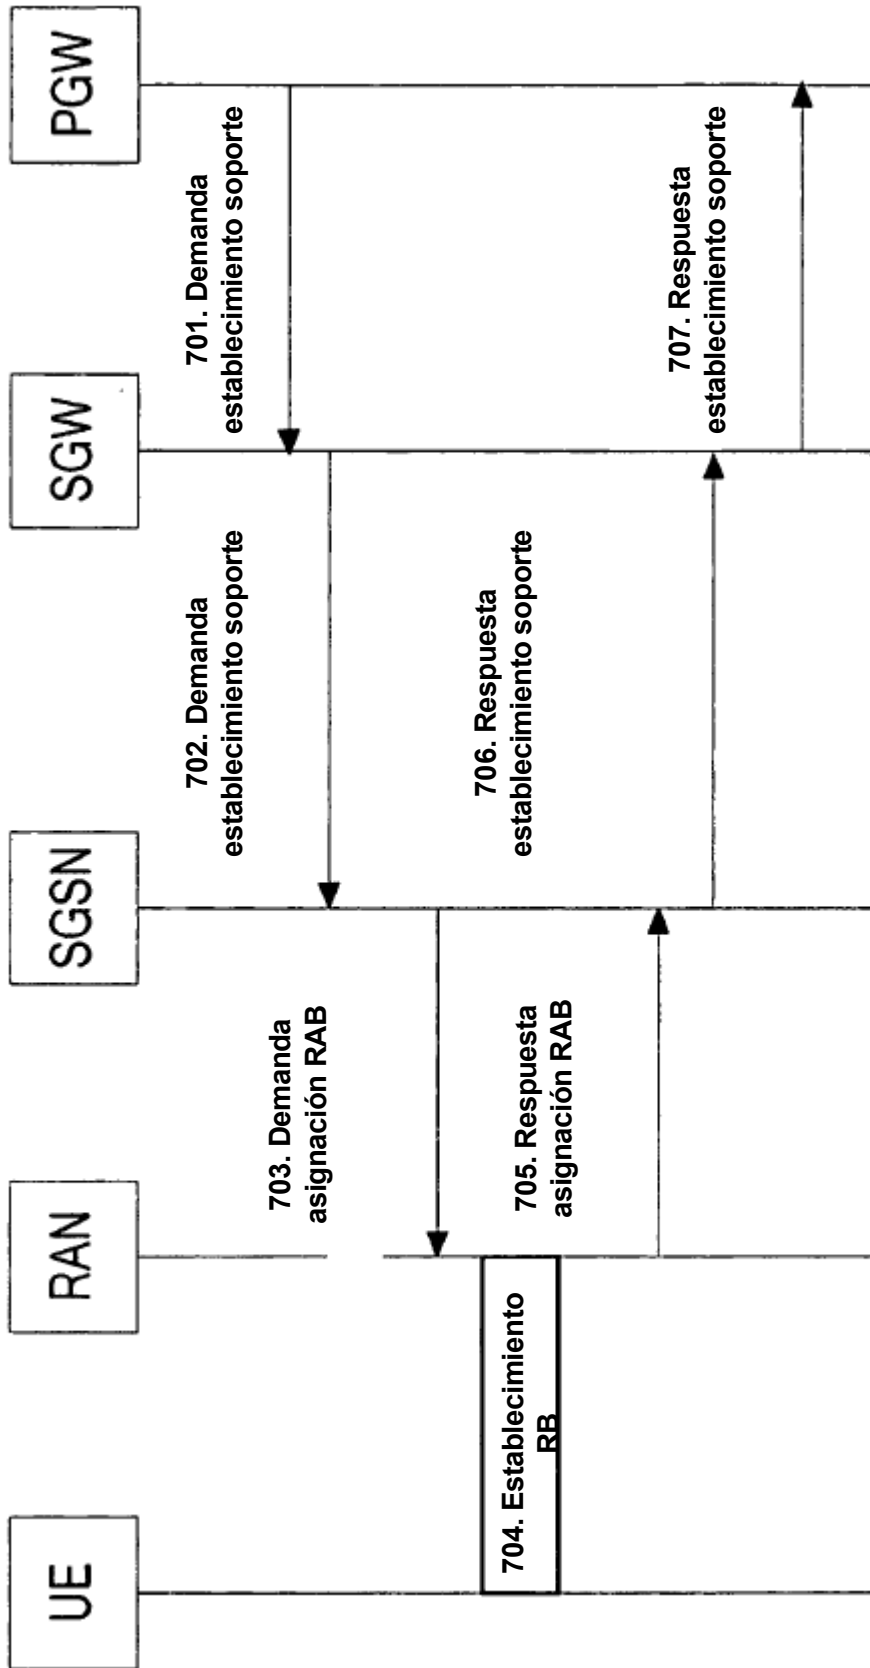 UE
RAN
SGSN
SGW
PGW
701. Demanda
establecimiento soporte
702. Demanda
establecimiento soporte
703. Demanda
asignación RAB
704. Establecimiento
RB
705. Respuesta
asignación RAB
706. Respuesta
establecimiento soporte
707. Respuesta
establecimiento soporte